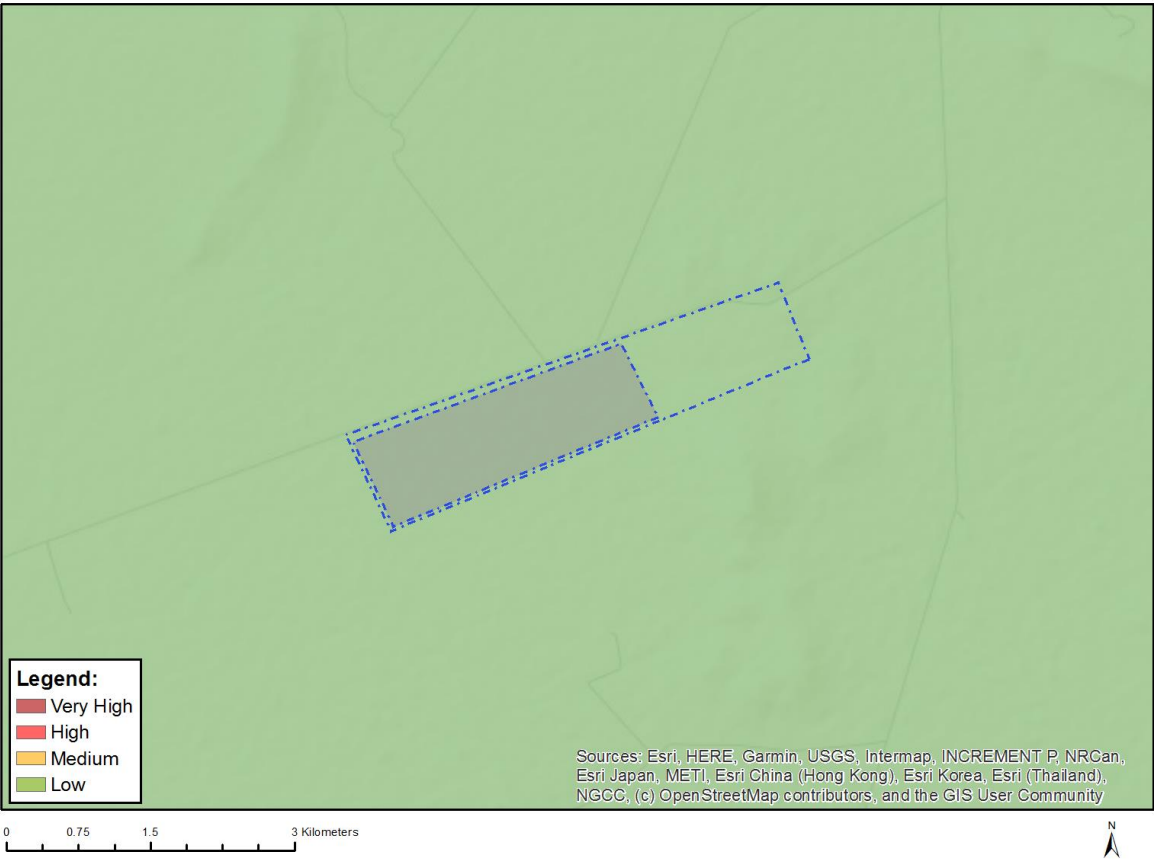 Legend:
Very High
High
Medium
Low
Sources: Esri, HERE, Garmin, USGS, Intermap, INCREMENT P, NRCan,
Esri Japan, METI, Esri China (Hong Kong), Esri Korea, Esri (Thailand),
NGCC, (c) OpenStreetMap contributors, and the GIS User Community
0 0.75 1.5 3 Kilometers
N